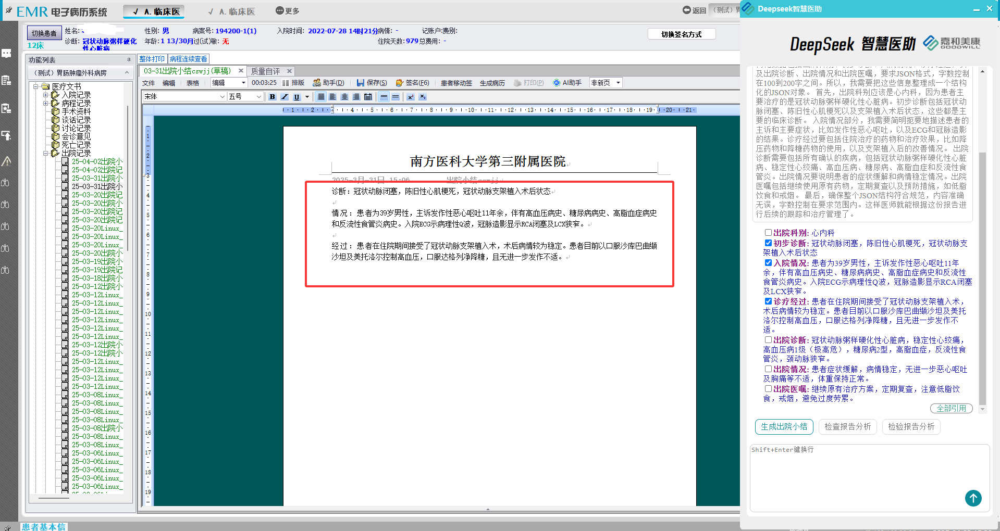 EMR 电子病历系统
√ A. 临床医
√ A. 临床医
更多
返回
(测试) 胃
切换患者
12床
姓名:
性别: 男
病案号: 194200-1(1)
入院时间: 2022-07-28 14时21分
病情: -
记账户:费别:
诊断: 冠状动脉粥样硬化性心脏病
年龄:1 13/30月
过(试)敏: 无
住院天数:979
总费用: -
切换签名方式
功能列表
(测试) 胃肠肿瘤外科病房
医疗文书
入院记录
病程记录
手术资料
谈话记录
讨论记录
会诊意见
死亡记录
出院记录
25-04-02出院小
25-04-02出院记
25-03-31出院小
25-03-31出院小
25-03-20出院记
25-03-20出院小
25-03-20出院记
25-03-20出院记
25-03-20Linux_
25-03-20Linux_
25-03-20Linux_
25-03-20出院小
25-03-19出院小
25-03-19出院记
25-03-18出院小
25-03-12出院小
25-03-12Linux_
25-03-12Linux_
25-03-12Linux_
25-03-12Linux_
25-03-12Linux_
25-03-12Linux_
25-03-12出院小
25-03-12出院小
25-03-12Linux_
25-03-12Linux_
25-03-12Linux_
25-03-12Linux_
25-03-08Linux_
25-03-08Linux_
25-03-08Linux_
25-03-08Linux_
25-03-08出院小
25-03-08Linux_
25-03-06Linux_
25-03-06Linux_
25-03-06Linux_
25-03-06Linux_
25-03-06Linux_
25-03-06Linux_
患者基本信
整体打印
病程连续查看
03-31出院小结cswjj(草稿)
质量自评
文件 编辑 表格 编辑 00:03:25 排版 助手(D) 保存(S) 签名(F6) 患者移动签 生成病历 打印(P) AI助手 非新页
宋体 五号 B U x² x₂
1 2 3 4 5 6 7 8 9 10 11 12 13 14 15 16 17 18 19 20 21
1
2
3
4
5
6
7
8
9
10
11
12
13
14
15
16
17
18
19
南方医科大学第三附属医院
2025-3月-31日 15:06 出院小结cswjj
诊断：冠状动脉闭塞，陈旧性心肌梗死，冠状动脉支架植入术后状态
情况：患者为39岁男性，主诉发作性恶心呕吐11年余，伴有高血压病史、糖尿病病史、高脂血症病史
和反流性食管炎病史。入院ECG示病理性Q波，冠脉造影显示RCA闭塞及LCX狭窄。
经过：患者在住院期间接受了冠状动脉支架植入术，术后病情较为稳定。患者目前以口服沙库巴曲缬
沙坦及美托洛尔控制高血压，口服达格列净降糖，且无进一步发作不适。
Deepseek智慧医助
DeepSeek 智慧医助
嘉和美康
GOODWILL
及出院诊断、出院情况和出院医嘱，要求JSON格式，字数控制
在100到200字之间。所以，我需要把这些信息整理成一个结构
化的JSON对象。 首先，出院科别应该是心内科，因为患者主
要治疗的是冠状动脉粥样硬化性心脏病。初步诊断包括冠状动
脉闭塞、陈旧性心肌梗死以及支架植入术后状态，这些都是主
要的临床诊断。 入院情况部分，我需要简明扼要地描述患者的
主诉和主要症状，比如发作性恶心呕吐，以及ECG和冠脉造影
的结果。诊疗经过要包括住院治疗的药物和治疗效果，比如降
压药物和降糖药物的使用，以及支架植入后的改善情况。 出院
诊断需要包括所有确认的疾病，包括冠状动脉粥样硬化性心脏
病、稳定性心绞痛、高血压病、糖尿病、高脂血症和反流性食
管炎。出院情况要说明患者的症状缓解和病情稳定情况。出院
医嘱包括继续使用原有药物，定期复查以及预防措施，如低脂
饮食和戒烟。 最后，确保整个JSON结构符合规范，内容准确
无误，字数控制在要求范围内。这样医师就能根据这份报告进
行后续的跟踪和治疗管理了。
出院科别: 心内科
初步诊断: 冠状动脉闭塞，陈旧性心肌梗死，冠状动脉支
架植入术后状态
入院情况: 患者为39岁男性，主诉发作性恶心呕吐11年
余，伴有高血压病史、糖尿病病史、高脂血症病史和反流性
食管炎病史。入院ECG示病理性Q波，冠脉造影显示RCA闭塞
及LCX狭窄。
诊疗经过: 患者在住院期间接受了冠状动脉支架植入术，
术后病情较为稳定。患者目前以口服沙库巴曲缬沙坦及美托
洛尔控制高血压，口服达格列净降糖，且无进一步发作不
适。
出院诊断: 冠状动脉粥样硬化性心脏病，稳定性心绞痛，
高血压病1级（极高危），糖尿病2型，高脂血症，反流性食
管炎，颈动脉狭窄。
出院情况: 患者症状缓解，病情稳定，无进一步恶心呕吐
及胸痛等不适，体重保持正常。
出院医嘱: 继续原有治疗方案，定期复查，注意低脂饮
食，戒烟，避免过度劳累。
全部引用
生成出院小结
检查报告分析
检验报告分析
Shift+Enter键换行